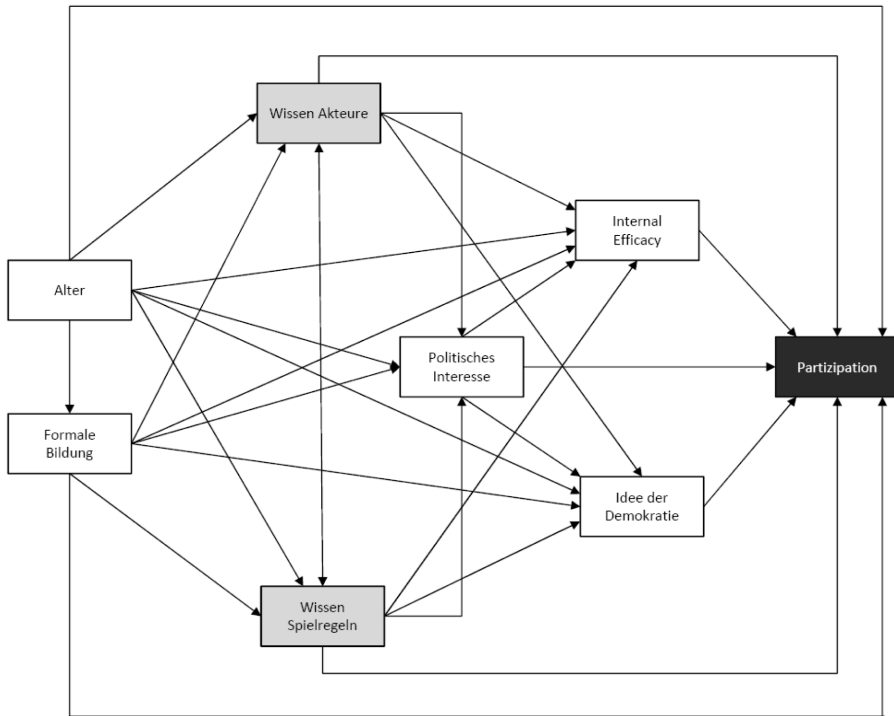 Wissen Akteure
Internal
Efficacy
Alter
Politisches
Interesse
Partizipation
Formale
Bildung
Idee der
Demokratie
Wissen
Spielregeln